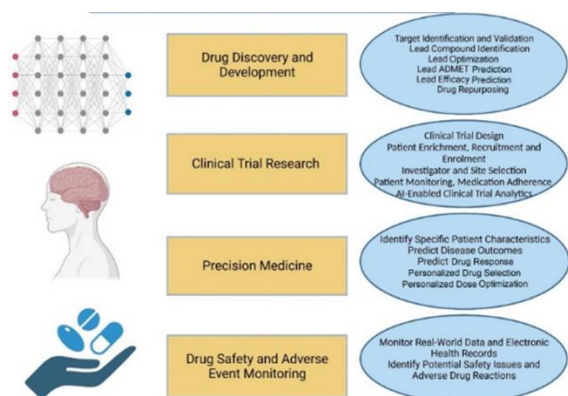 Drug Discovery and
Development
Target Identification and Validation
Lead Compound Identification
Lead Optimization
Lead ADMET Prediction
Lead Efficacy Prediction
Drug Repurposing
Clinical Trial Research
Clinical Trial Design
Patient Enrichment, Recruitment and
Enrolment
Investigator and Site Selection
Patient Monitoring, Medication Adherence
AI-Enabled Clinical Trial Analytics
Precision Medicine
Identify Specific Patient Characteristics
Predict Disease Outcomes
Predict Drug Response
Personalized Drug Selection
Personalized Dose Optimization
Drug Safety and Adverse
Event Monitoring
Monitor Real-World Data and Electronic
Health Records
Identify Potential Safety Issues and
Adverse Drug Reactions